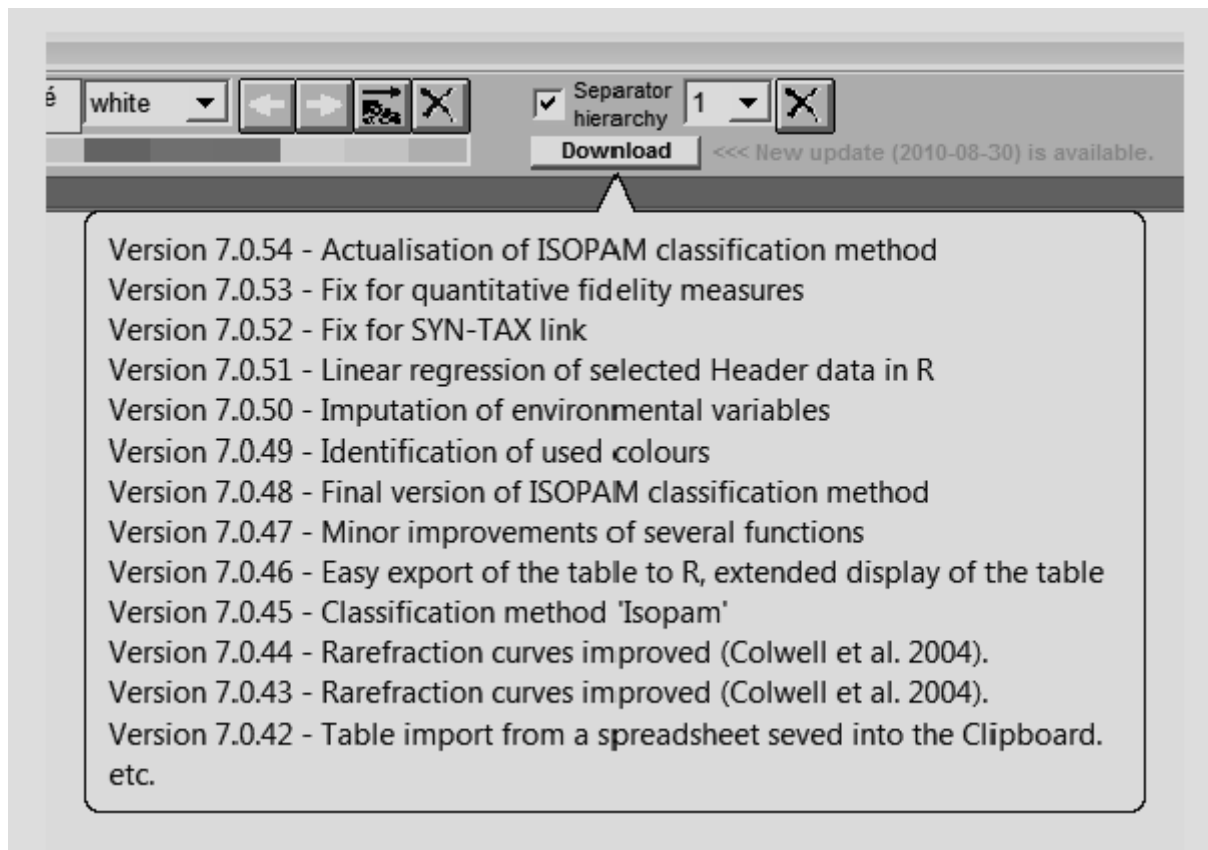 é white Separator hierarchy 1
Download <<< New update (2010-08-30) is available.
Version 7.0.54 - Actualisation of ISOPAM classification method
Version 7.0.53 - Fix for quantitative fidelity measures
Version 7.0.52 - Fix for SYN-TAX link
Version 7.0.51 - Linear regression of selected Header data in R
Version 7.0.50 - Imputation of environmental variables
Version 7.0.49 - Identification of used colours
Version 7.0.48 - Final version of ISOPAM classification method
Version 7.0.47 - Minor improvements of several functions
Version 7.0.46 - Easy export of the table to R, extended display of the table
Version 7.0.45 - Classification method 'Isopam'
Version 7.0.44 - Rarefraction curves improved (Colwell et al. 2004).
Version 7.0.43 - Rarefraction curves improved (Colwell et al. 2004).
Version 7.0.42 - Table import from a spreadsheet seved into the Clipboard.
etc.